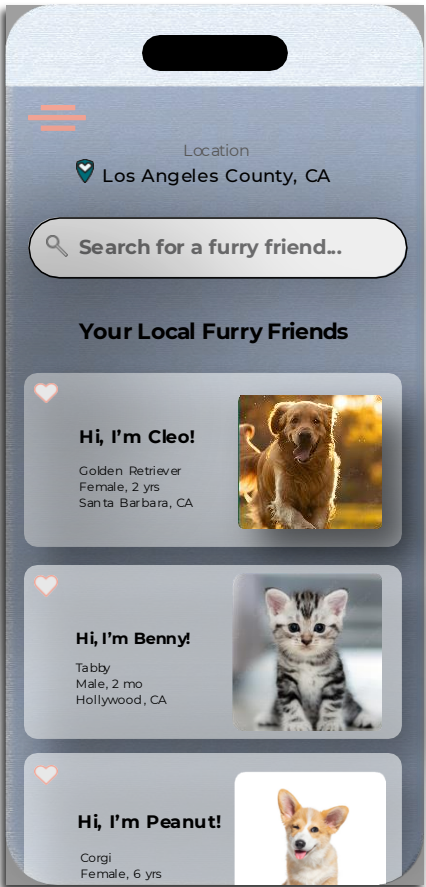 Location
Los Angeles County, CA
Search for a furry friend...
Your Local Furry Friends
Hi, I'm Cleo!
Golden Retriever
Female, 2 yrs
Santa Barbara, CA
Hi, I'm Benny!
Tabby
Male, 2 mo
Hollywood, CA
Hi, I'm Peanut!
Corgi
Female, 6 yrs